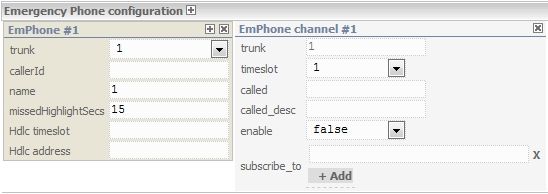 Emergency Phone configuration
EmPhone #1
trunk 1
callerId
name 1
missedHighlightSecs 15
Hdlc timeslot
Hdlc address
EmPhone channel #1
trunk 1
timeslot 1
called
called_desc
enable false
subscribe_to X
+ Add